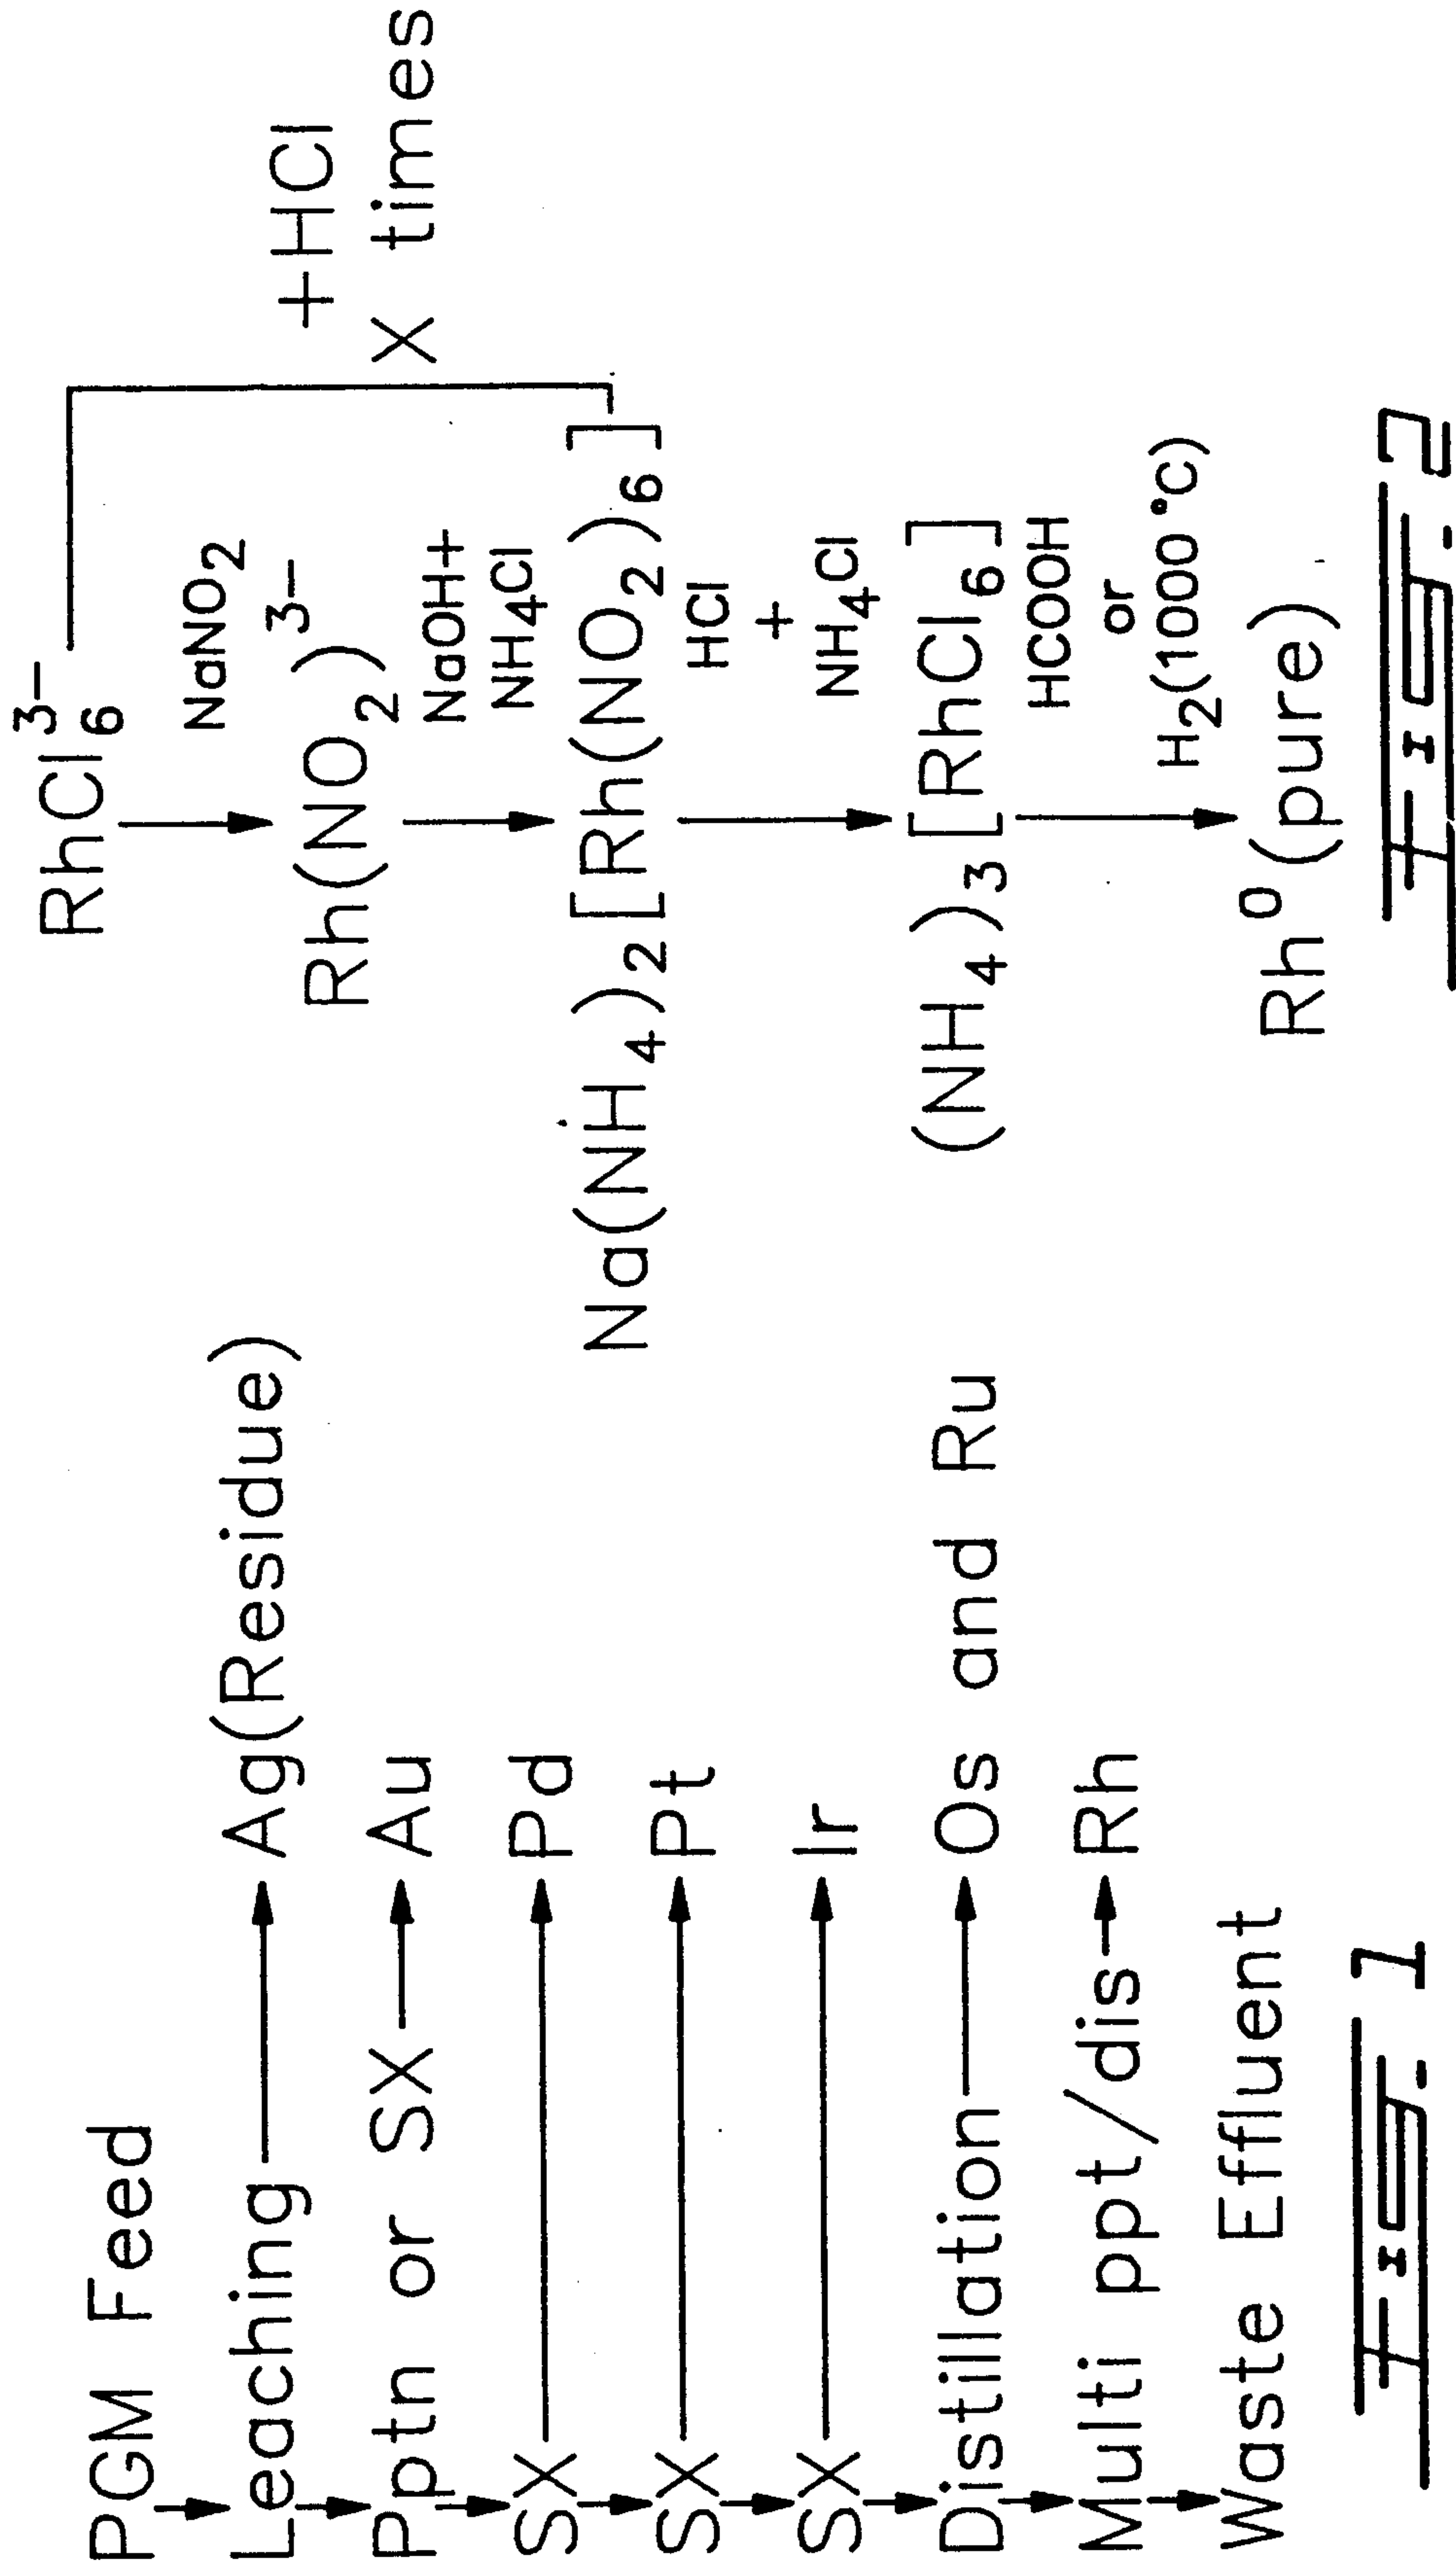 PGM Feed
Leaching Ag(Residue)
Pptn or SX Au
SX Pd
SX Pt
SX Ir
Distillation Os and Ru
Multi ppt/dis Rh
Waste Effluent
Fig. 1
RhCl6^3-
NaNO2
Rh(NO2)^3-
NaOH+
NH4Cl
Na(NH4)2[Rh(NO2)6]
+HCl
X times
HCl
+
NH4Cl
(NH4)3[RhCl6]
HCOOH
or
H2(1000 °C)
Rh^0(pure)
Fig. 2